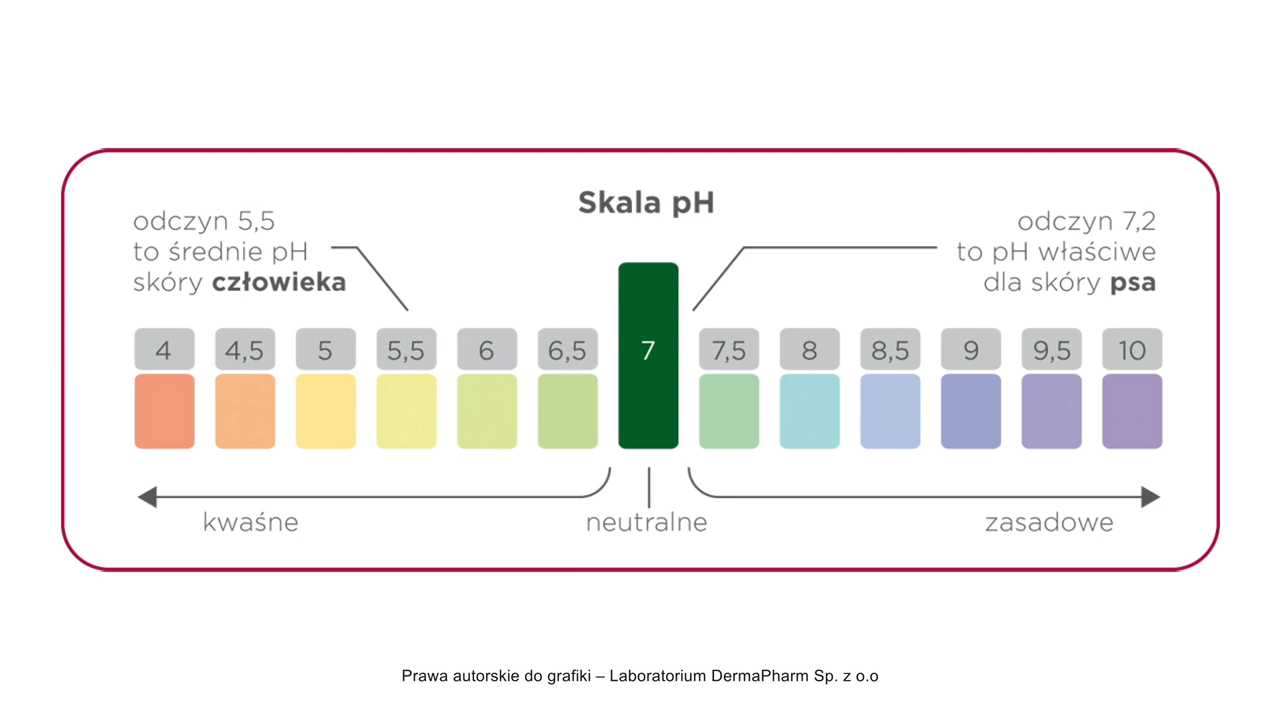 Skala pH
odczyn 5,5
to średnie pH
skóry człowieka
odczyn 7,2
to pH właściwe
dla skóry psa
4 4,5 5 5,5 6 6,5 7 7,5 8 8,5 9 9,5 10
kwaśne neutralne zasadowe
Prawa autorskie do grafiki – Laboratorium DermaPharm Sp. z o.o